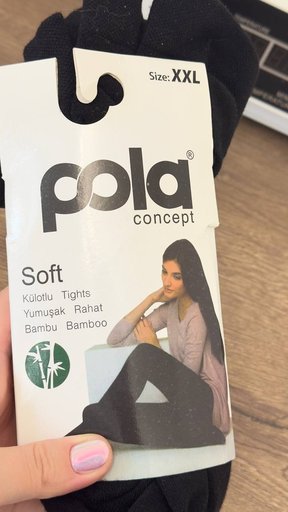 Size: XXL
pola®
concept
Soft
Külotlu Tights
Yumuşak Rahat
Bambu Bamboo